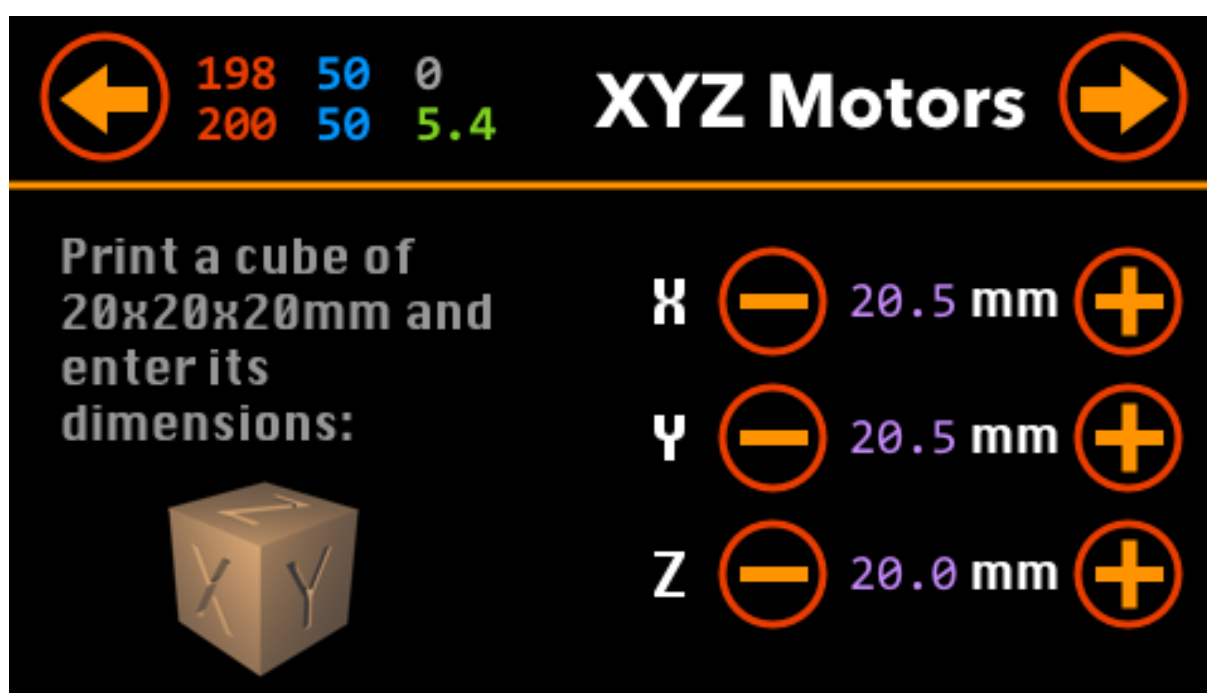 198 50 0
200 50 5.4
XYZ Motors
Print a cube of
20x20x20mm and
enter its
dimensions:
Z
X Y
X 20.5 mm
Y 20.5 mm
Z 20.0 mm